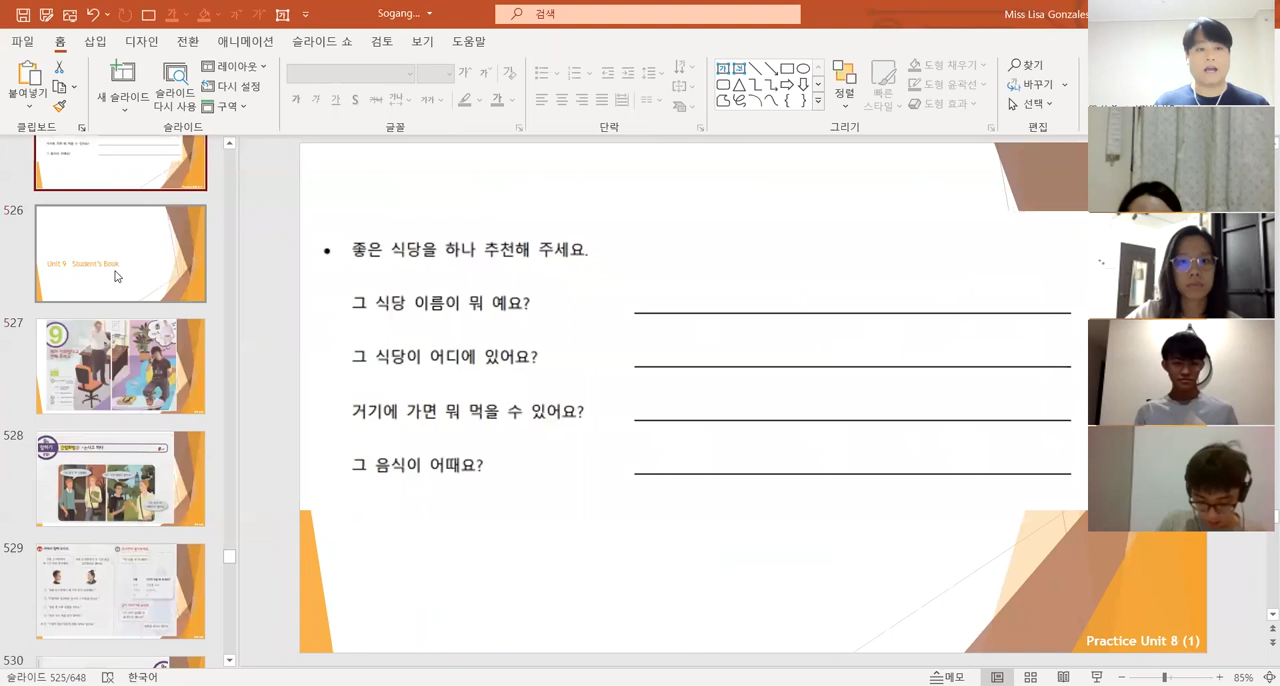 Sogang...
검색
Miss Lisa Gonzales
파일 홈 삽입 디자인 전환 애니메이션 슬라이드 쇼 검토 보기 도움말
붙여넣기
새 슬라이드
슬라이드 다시 사용
레이아웃
다시 설정
구역
정렬
빠른 스타일
도형 채우기
도형 윤곽선
도형 효과
찾기
바꾸기
선택
클립보드 슬라이드 글꼴 단락 그리기 편집
526
Unit 9 Student's Book
527
9
528
529
530
좋은 식당을 하나 추천해 주세요.
그 식당 이름이 뭐 예요?
그 식당이 어디에 있어요?
거기에 가면 뭐 먹을 수 있어요?
그 음식이 어때요?
Practice Unit 8 (1)
슬라이드 525/648 한국어 메모 85%